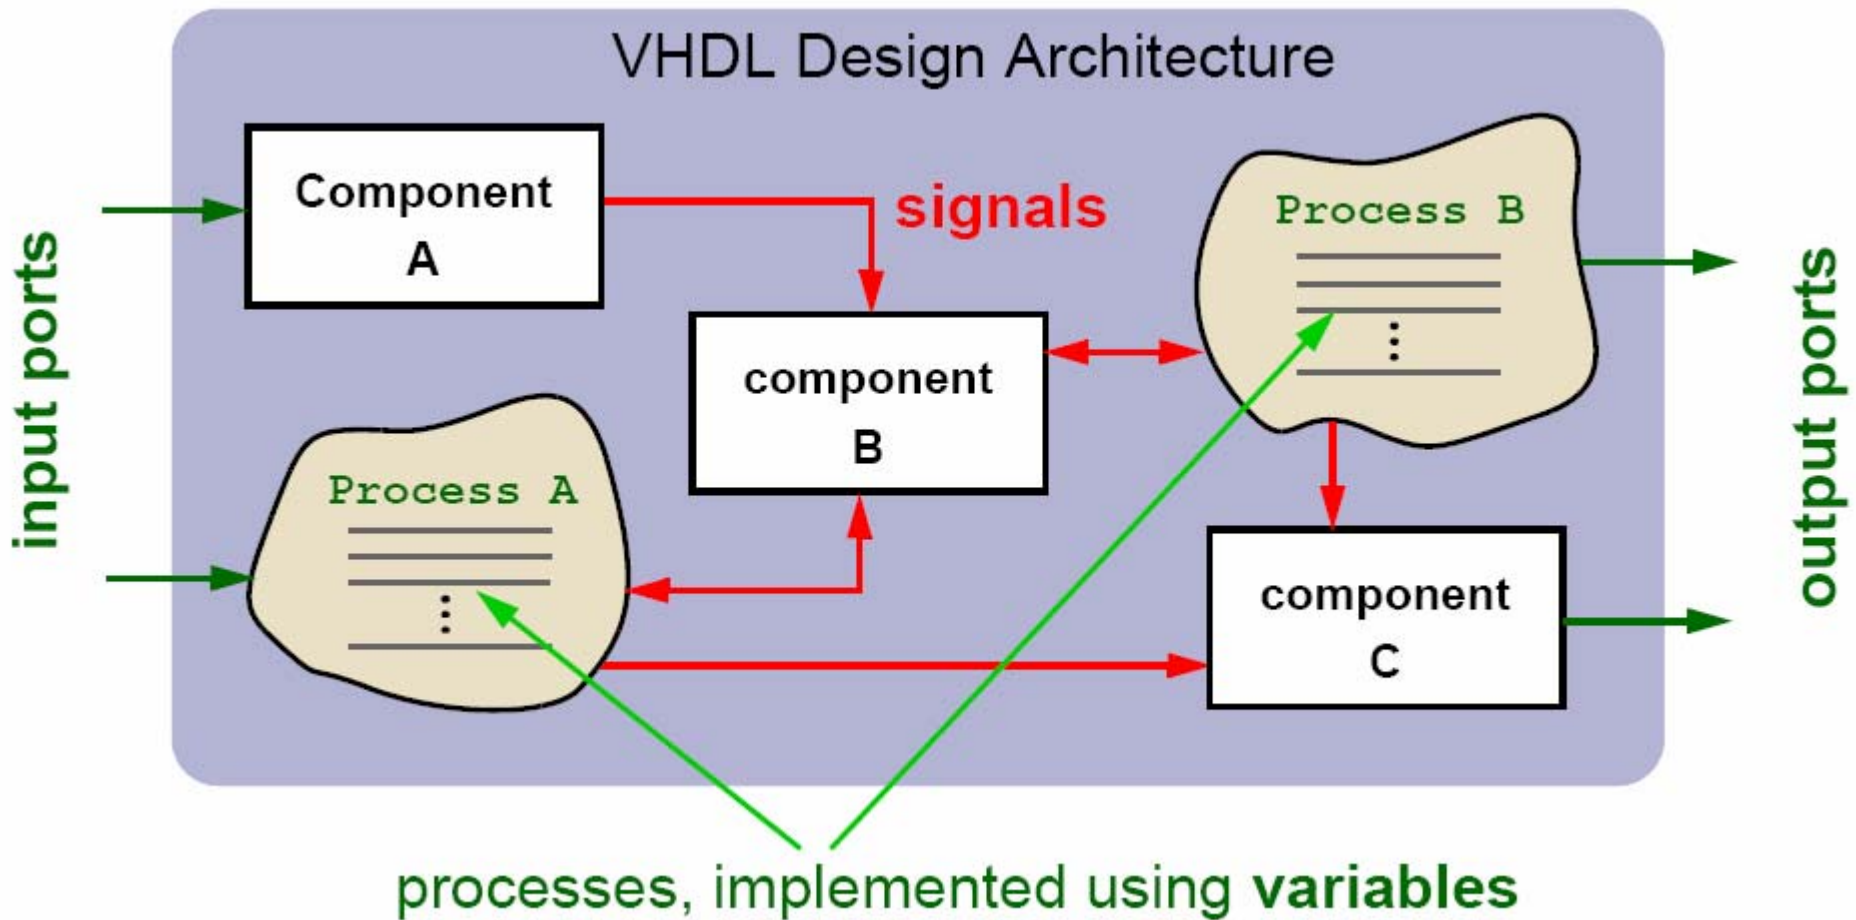 VHDL Design Architecture
input ports
Component
A
signals
component
B
Process A
Process B
component
C
output ports
processes, implemented using variables